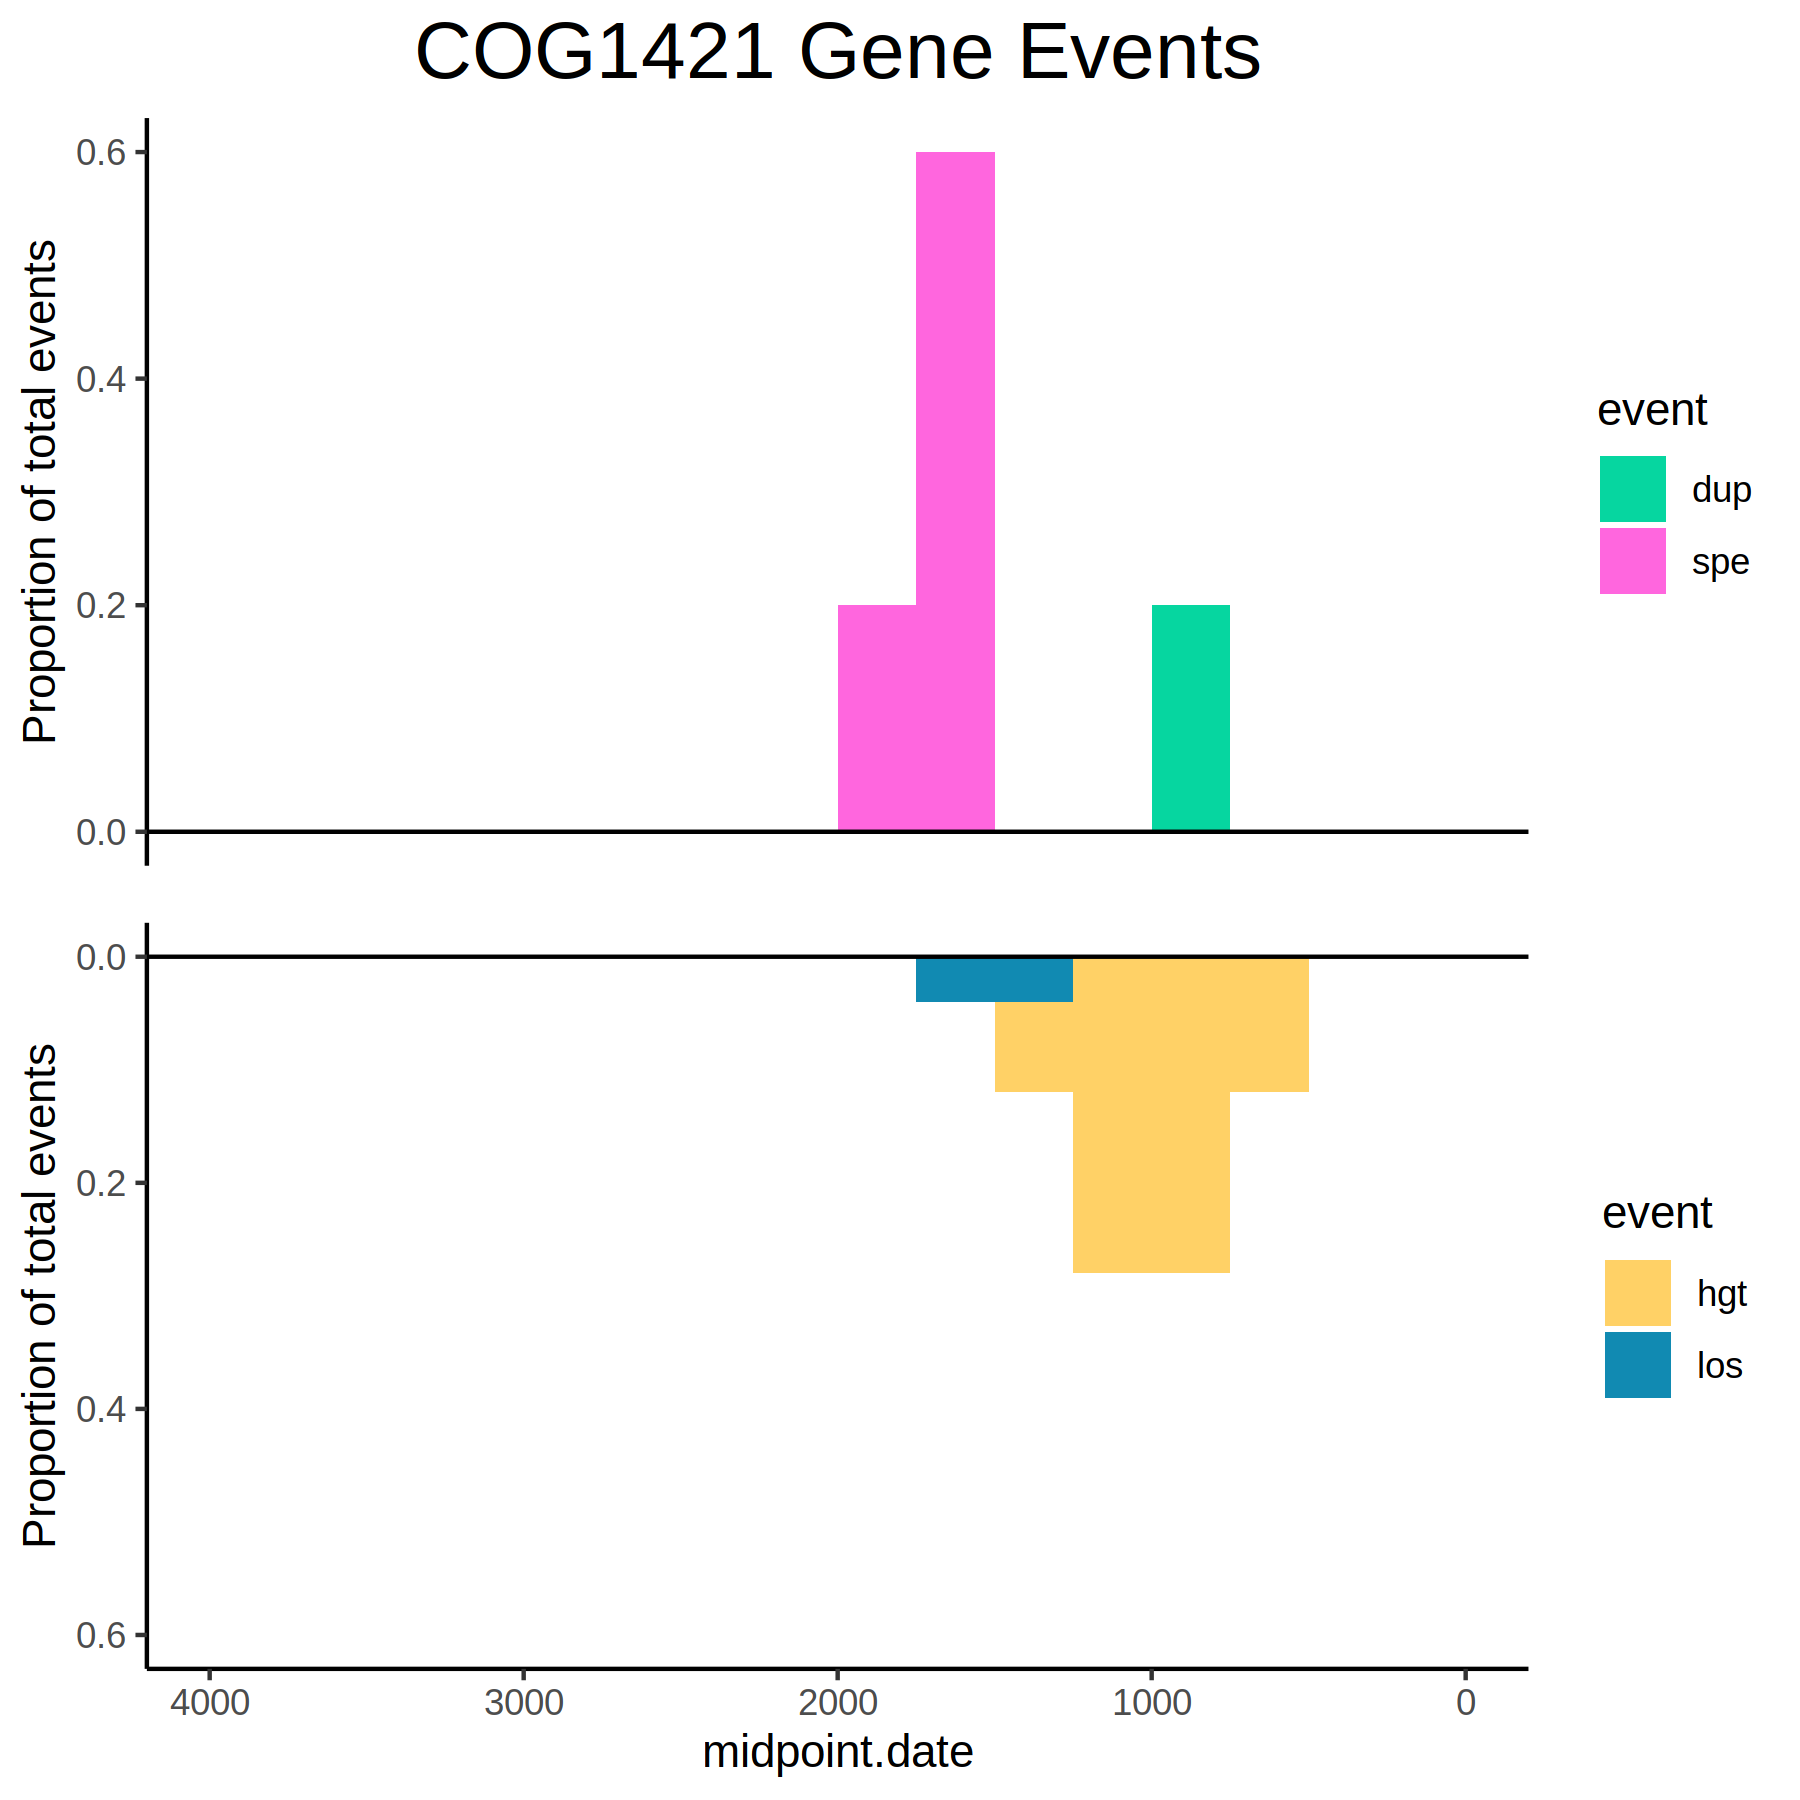 COG1421 Gene Events
Proportion of total events
0.6
0.4
0.2
0.0
event
dup
spe
Proportion of total events
0.0
0.2
0.4
0.6
event
hgt
los
4000 3000 2000 1000 0
midpoint.date